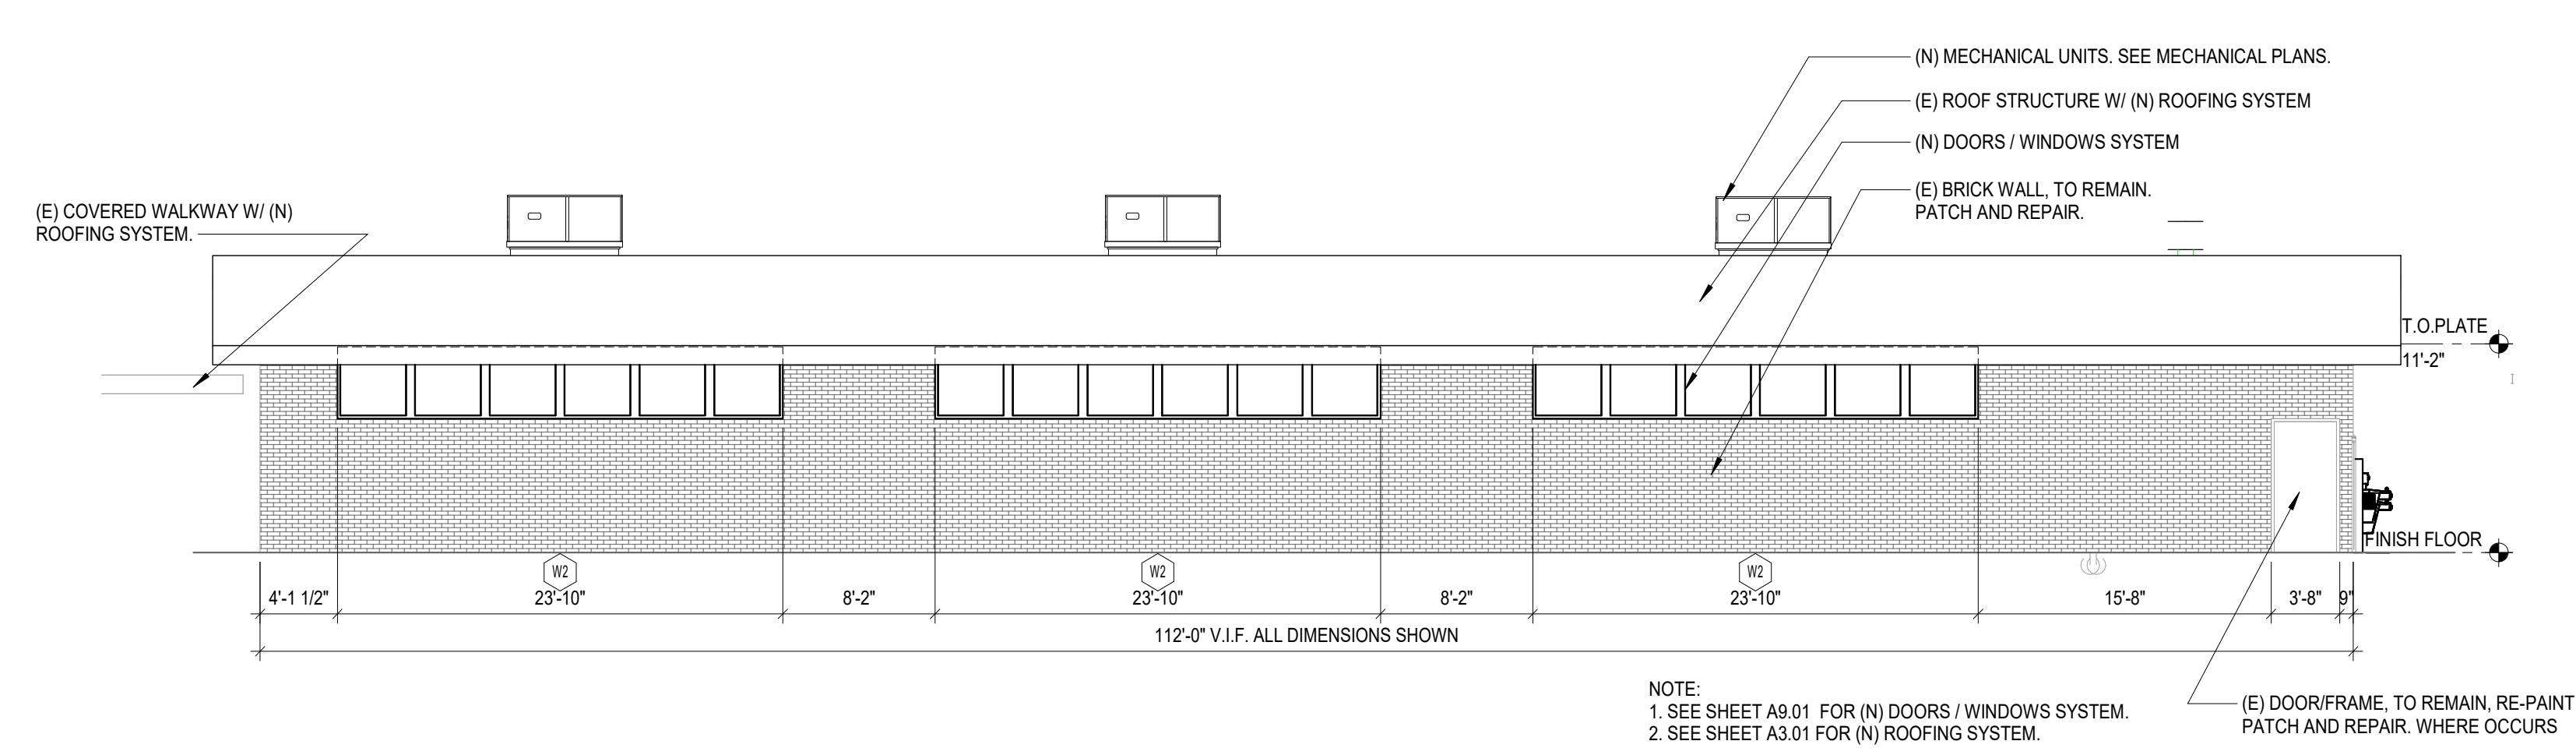 (N) MECHANICAL UNITS. SEE MECHANICAL PLANS.
(E) ROOF STRUCTURE W/ (N) ROOFING SYSTEM
(N) DOORS / WINDOWS SYSTEM
(E) BRICK WALL, TO REMAIN.
PATCH AND REPAIR.
(E) COVERED WALKWAY W/ (N)
ROOFING SYSTEM.
T.O.PLATE
11'-2"
FINISH FLOOR
W2
W2
W2
4'-1 1/2"
23'-10"
8'-2"
23'-10"
8'-2"
23'-10"
15'-8"
3'-8"
9"
112'-0" V.I.F. ALL DIMENSIONS SHOWN
NOTE:
1. SEE SHEET A9.01 FOR (N) DOORS / WINDOWS SYSTEM.
2. SEE SHEET A3.01 FOR (N) ROOFING SYSTEM.
(E) DOOR/FRAME, TO REMAIN, RE-PAINT
PATCH AND REPAIR. WHERE OCCURS